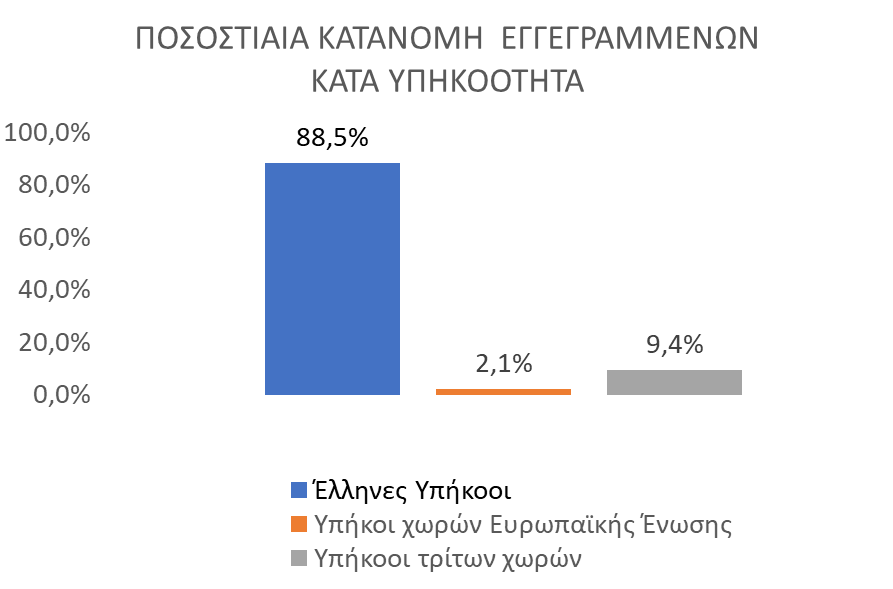 ΠΟΣΟΣΤΙΑΙΑ ΚΑΤΑΝΟΜΗ  ΕΓΓΕΓΡΑΜΜΕΝΩΝ
ΚΑΤΑ ΥΠΗΚΟΟΤΗΤΑ
100,0%
88,5%
80,0%
60,0%
40,0%
20,0%
9,4%
2,1%
0,0%
Έλληνες Υπήκοοι
Υπήκοι χωρών Ευρωπαϊκής Ένωσης
Υπήκοοι τρίτων χωρών